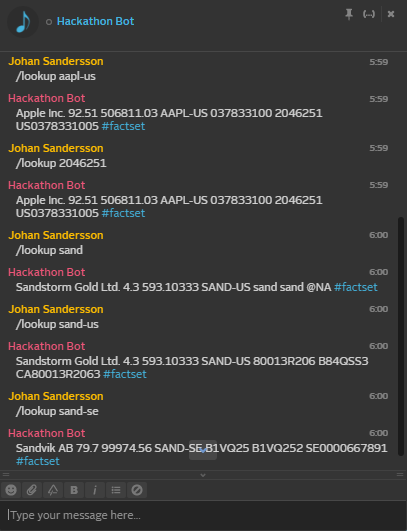 Hackathon Bot
Johan Sandersson 5:59
/lookup aapl-us
Hackathon Bot 5:59
Apple Inc. 92.51 506811.03 AAPL-US 037833100 2046251
US0378331005 #factset
Johan Sandersson 5:59
/lookup 2046251
Hackathon Bot 5:59
Apple Inc. 92.51 506811.03 AAPL-US 037833100 2046251
US0378331005 #factset
Johan Sandersson 6:00
/lookup sand
Hackathon Bot 6:00
Sandstorm Gold Ltd. 4.3 593.10333 SAND-US sand sand @NA #factset
Johan Sandersson 6:00
/lookup sand-us
Hackathon Bot 6:00
Sandstorm Gold Ltd. 4.3 593.10333 SAND-US 80013R206 B84QSS3
CA80013R2063 #factset
Johan Sandersson 6:00
/lookup sand-se
Hackathon Bot 6:00
Sandvik AB 79.7 99974.56 SAND-SE B1VQ25 B1VQ252 SE0000667891
#factset
B i
Type your message here...